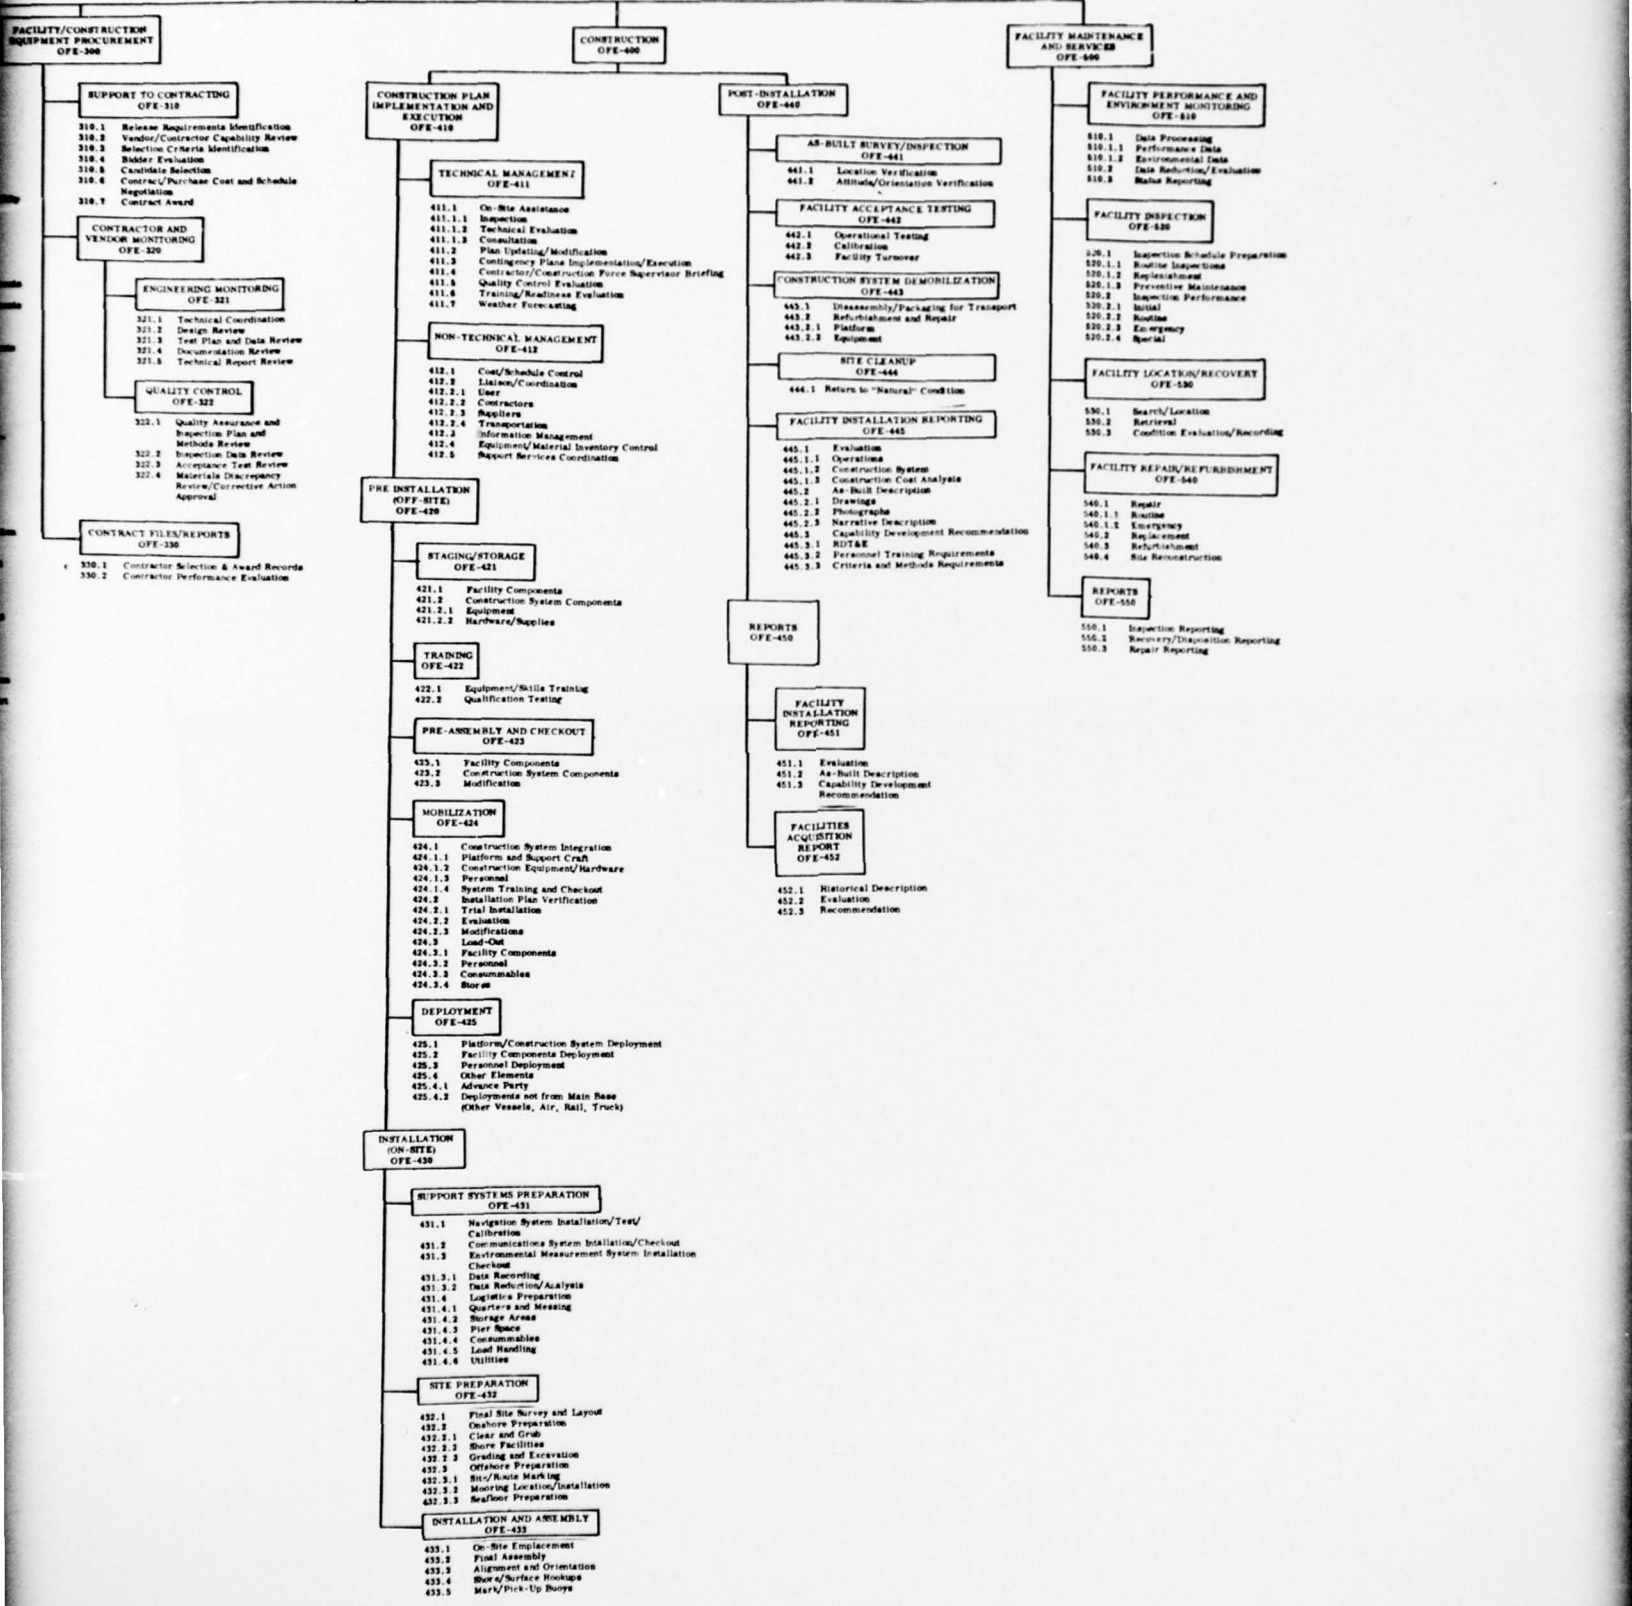 FACILITY/CONSTRUCTION
EQUIPMENT PROCUREMENT
OFE-300
SUPPORT TO CONTRACTING
OFE-310
310.1 Release Requirements Identification
310.2 Vendor/Contractor Capability Review
310.3 Selection Criteria Identification
310.4 Bidder Evaluation
310.5 Candidate Selection
310.6 Contract/Purchase Cost and Schedule
Negotiation
310.7 Contract Award
CONTRACTOR AND
VENDOR MONITORING
OFE-320
ENGINEERING MONITORING
OFE-321
321.1 Technical Coordination
321.2 Design Review
321.3 Test Plan and Data Review
321.4 Documentation Review
321.5 Technical Report Review
QUALITY CONTROL
OFE-322
322.1 Quality Assurance and
Inspection Plan and
Methods Review
322.2 Inspection Data Review
322.3 Acceptance Test Review
322.4 Materials Discrepancy
Review/Corrective Action
Approval
CONTRACT FILES/REPORTS
OFE-330
330.1 Contractor Selection & Award Records
330.2 Contractor Performance Evaluation
CONSTRUCTION
OFE-400
CONSTRUCTION PLAN
IMPLEMENTATION AND
EXECUTION
OFE-410
TECHNICAL MANAGEMENT
OFE-411
411.1 On-Site Assistance
411.1.1 Inspection
411.1.2 Technical Evaluation
411.1.3 Consultation
411.2 Plan Updating/Modification
411.3 Contingency Plans Implementation/Execution
411.4 Contractor/Construction Force Supervisor Briefing
411.5 Quality Control Evaluation
411.6 Training/Readiness Evaluation
411.7 Weather Forecasting
NON-TECHNICAL MANAGEMENT
OFE-412
412.1 Cost/Schedule Control
412.2 Liaison/Coordination
412.2.1 User
412.2.2 Contractors
412.2.3 Suppliers
412.2.4 Transportation
412.3 Information Management
412.4 Equipment/Material Inventory Control
412.5 Support Services Coordination
PRE INSTALLATION
(OFF-SITE)
OFE-420
STAGING/STORAGE
OFE-421
421.1 Facility Components
421.2 Construction System Components
421.2.1 Equipment
421.2.2 Hardware/Supplies
TRAINING
OFE-422
422.1 Equipment/Skills Training
422.2 Qualification Testing
PRE-ASSEMBLY AND CHECKOUT
OFE-423
423.1 Facility Components
423.2 Construction System Components
423.3 Modification
MOBILIZATION
OFE-424
424.1 Construction System Integration
424.1.1 Platform and Support Craft
424.1.2 Construction Equipment/Hardware
424.1.3 Personnel
424.1.4 System Training and Checkout
424.2 Installation Plan Verification
424.2.1 Trial Installation
424.2.2 Evaluation
424.2.3 Modifications
424.3 Load-Out
424.3.1 Facility Components
424.3.2 Personnel
424.3.3 Consummables
424.3.4 Stores
DEPLOYMENT
OFE-425
425.1 Platform/Construction System Deployment
425.2 Facility Components Deployment
425.3 Personnel Deployment
425.4 Other Elements
425.4.1 Advance Party
425.4.2 Deployments not from Main Base
(Other Vessels, Air, Rail, Truck)
INSTALLATION
(ON-SITE)
OFE-430
SUPPORT SYSTEMS PREPARATION
OFE-431
431.1 Navigation System Installation/Test/
Calibration
431.2 Communications System Intallation/Checkout
431.3 Environmental Measurement System Installation
Checkout
431.3.1 Data Recording
431.3.2 Data Reduction/Analysis
431.4 Logistics Preparation
431.4.1 Quarters and Messing
431.4.2 Storage Areas
431.4.3 Pier Space
431.4.4 Consummables
431.4.5 Load Handling
431.4.6 Utilities
SITE PREPARATION
OFE-432
432.1 Final Site Survey and Layout
432.2 Onshore Preparation
432.2.1 Clear and Grub
432.2.2 Shore Facilities
432.2 3 Grading and Excavation
432.3 Offshore Preparation
432.3.1 Site/Route Marking
432.3.2 Mooring Location/Installation
432.3.3 Seafloor Preparation
INSTALLATION AND ASSEMBLY
OFE-433
433.1 On-Site Emplacement
433.2 Final Assembly
433.3 Alignment and Orientation
433.4 Shore/Surface Hookups
433.5 Mark/Pick-Up Buoys
POST-INSTALLATION
OFE-440
AS-BUILT SURVEY/INSPECTION
OFE-441
441.1 Location Verification
441.2 Attitude/Orientation Verification
FACILITY ACCEPTANCE TESTING
OFE-442
442.1 Operational Testing
442.2 Calibration
442.3 Facility Turnover
CONSTRUCTION SYSTEM DEMOBILIZATION
OFE-443
443.1 Disassembly/Packaging for Transport
443.2 Refurbishment and Repair
443.2.1 Platform
443.2.2 Equipment
SITE CLEANUP
OFE-444
444.1 Return to "Natural" Condition
FACILITY INSTALLATION REPORTING
OFE-445
445.1 Evaluation
445.1.1 Operations
445.1.2 Construction System
445.1.3 Construction Cost Analysis
445.2 As-Built Description
445.2.1 Drawings
445.2.2 Photographs
445.2.3 Narrative Description
445.3 Capability Development Recommendation
445.3.1 RDT&E
445.3.2 Personnel Training Requirements
445.3.3 Criteria and Methods Requirements
REPORTS
OFE-450
FACILITY
INSTALLATION
REPORTING
OFE-451
451.1 Evaluation
451.2 As-Built Description
451.3 Capability Development
Recommendation
FACILITIES
ACQUISITION
REPORT
OFE-452
452.1 Historical Description
452.2 Evaluation
452.3 Recommendation
FACILITY MAINTENANCE
AND SERVICES
FACILITY PERFORMANCE AND
ENVIRONMENT MONITORING
OFE-510
510.1 Data Processing
510.1.1 Performance Data
510.1.2 Environmental Data
510.2 Data Reduction/Evaluation
510.3 Status Reporting
FACILITY INSPECTION
OFE-520
520.1 Inspection Schedule Preparation
520.1.1 Routine Inspections
520.1.2 Replenishment
520.1.3 Preventive Maintenance
520.2 Inspection Performance
520.2.1 Initial
520.2.2 Routine
520.2.3 Emergency
520.2.4 Special
FACILITY LOCATION/RECOVERY
OFE-530
530.1 Search/Location
530.2 Retrieval
530.3 Condition Evaluation/Recording
FACILITY REPAIR/REFURBISHMENT
OFE-540
540.1 Repair
540.1.1 Routine
540.1.2 Emergency
540.2 Replacement
540.3 Refurbishment
540.4 Site Reconstruction
REPORTS
OFE-550
550.1 Inspection Reporting
550.2 Recovery/Disposition Reporting
550.3 Repair Reporting